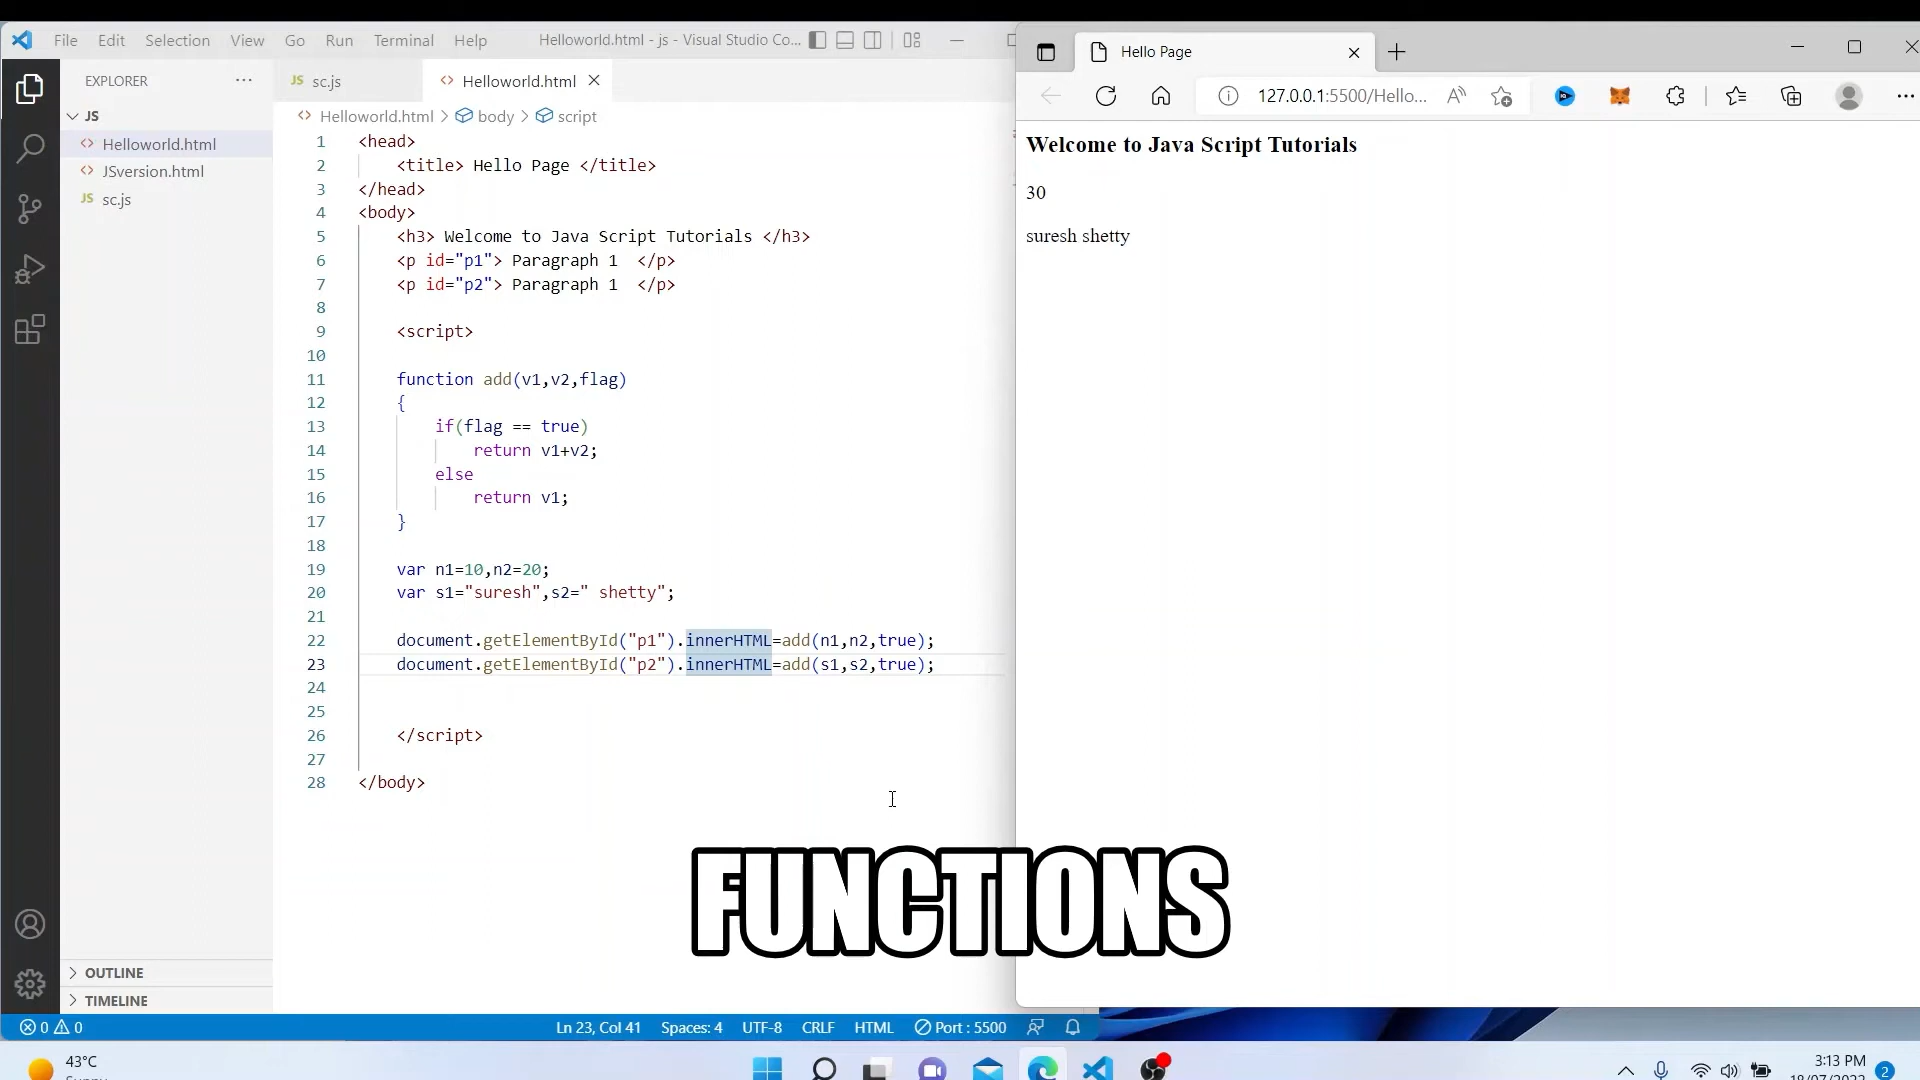 File Edit Selection View Go Run Terminal Help Helloworld.html - js - Visual Studio Co...
EXPLORER ...
JS
Helloworld.html
JSversion.html
JS sc.js
JS sc.js Helloworld.html
Helloworld.html > body > script
1 <head>
2 <title> Hello Page </title>
3 </head>
4 <body>
5 <h3> Welcome to Java Script Tutorials </h3>
6 <p id="p1"> Paragraph 1  </p>
7 <p id="p2"> Paragraph 1  </p>
8
9 <script>
10
11 function add(v1,v2,flag)
12 {
13 if(flag == true)
14 return v1+v2;
15 else
16 return v1;
17 }
18
19 var n1=10,n2=20;
20 var s1="suresh",s2=" shetty";
21
22 document.getElementById("p1").innerHTML=add(n1,n2,true);
23 document.getElementById("p2").innerHTML=add(s1,s2,true);
24
25
26 </script>
27
28 </body>
OUTLINE
TIMELINE
0 0 Ln 23, Col 41 Spaces: 4 UTF-8 CRLF HTML Port : 5500
Hello Page
127.0.0.1:5500/Hello...
Welcome to Java Script Tutorials
30
suresh shetty
FUNCTIONS
43°C
3:13 PM
2